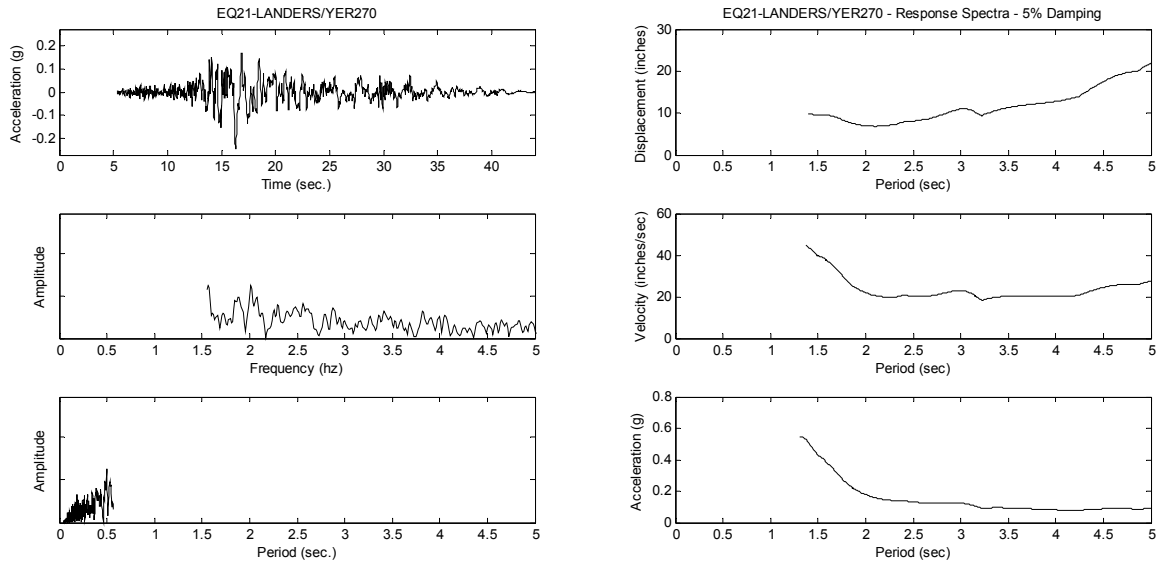 EQ21-LANDERS/YER270
0.2
0.1
0
-0.1
-0.2
Acceleration (g)
0 5 10 15 20 25 30 35 40
Time (sec.)
Amplitude
0 0.5 1 1.5 2 2.5 3 3.5 4 4.5 5
Frequency (hz)
Amplitude
0 0.5 1 1.5 2 2.5 3 3.5 4 4.5 5
Period (sec.)
EQ21-LANDERS/YER270 - Response Spectra - 5% Damping
30
20
10
0
Displacement (inches)
0 0.5 1 1.5 2 2.5 3 3.5 4 4.5 5
Period (sec)
60
40
20
0
Velocity (inches/sec)
0 0.5 1 1.5 2 2.5 3 3.5 4 4.5 5
Period (sec)
0.8
0.6
0.4
0.2
0
Acceleration (g)
0 0.5 1 1.5 2 2.5 3 3.5 4 4.5 5
Period (sec)